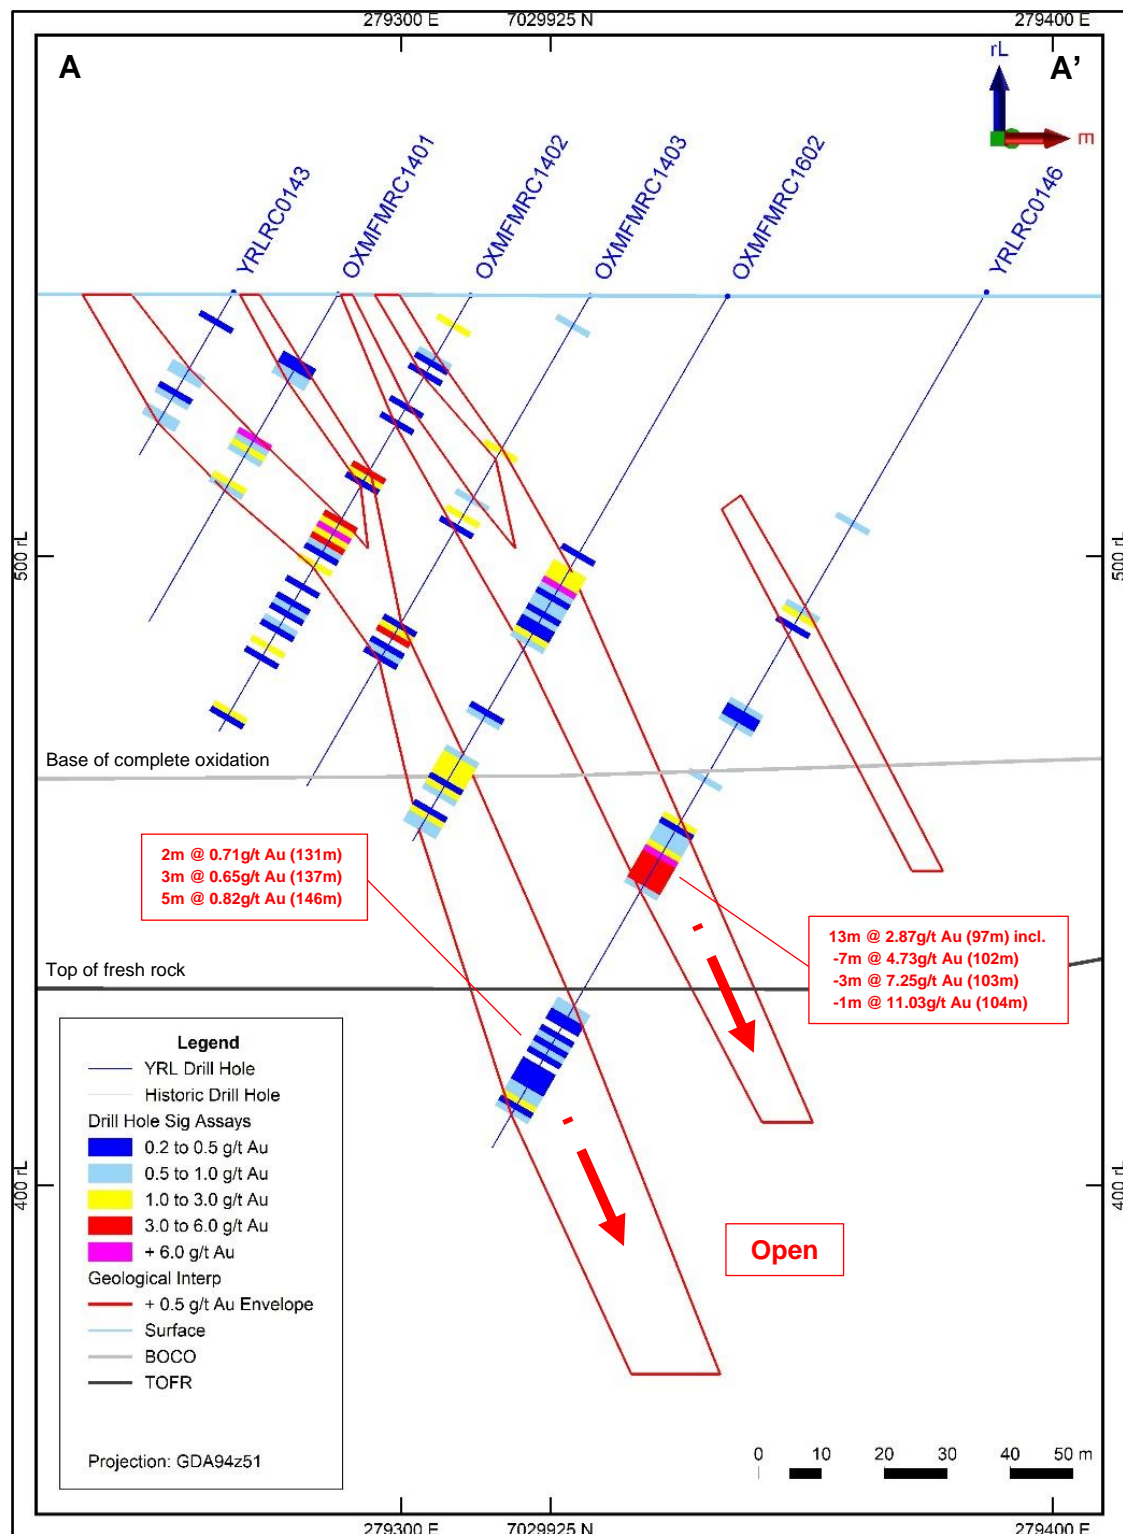 279300 E
7029925 N
279400 E
A
A’
rL
E
YRLRC0143
OXMFMRC1401
OXMFMRC1402
OXMFMRC1403
OXMFMRC1602
YRLRC0146
500 rL
500 rL
Base of complete oxidation
2m @ 0.71g/t Au (131m)
3m @ 0.65g/t Au (137m)
5m @ 0.82g/t Au (146m)
13m @ 2.87g/t Au (97m) incl.
-7m @ 4.73g/t Au (102m)
-3m @ 7.25g/t Au (103m)
-1m @ 11.03g/t Au (104m)
Top of fresh rock
Legend
YRL Drill Hole
Historic Drill Hole
Drill Hole Sig Assays
0.2 to 0.5 g/t Au
0.5 to 1.0 g/t Au
1.0 to 3.0 g/t Au
3.0 to 6.0 g/t Au
+ 6.0 g/t Au
Geological Interp
+ 0.5 g/t Au Envelope
Surface
BOCO
TOFR
Projection: GDA94z51
400 rL
400 rL
Open
0 10 20 30 40 50 m
279300 E
7029925 N
279400 E